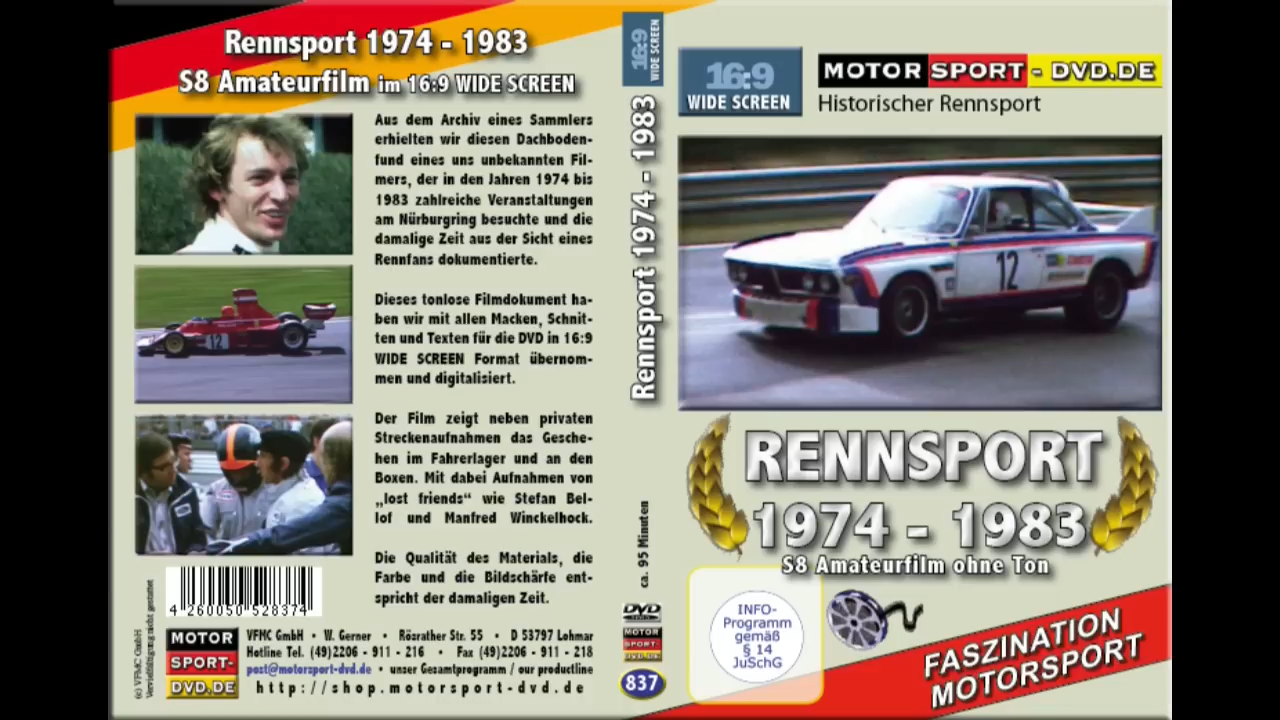 Rennsport 1974 - 1983
S8 Amateurfilm im 16:9 WIDE SCREEN
Aus dem Archiv eines Sammlers
erhielten wir diesen Dachboden-
fund eines uns unbekannten Fil-
mers, der in den Jahren 1974 bis
1983 zahlreiche Veranstaltungen
am Nürburgring besuchte und die
damalige Zeit aus der Sicht eines
Rennfans dokumentierte.
Dieses tonlose Filmdokument ha-
ben wir mit allen Macken, Schnit-
ten und Texten für die DVD in 16:9
WIDE SCREEN Format übernom-
men und digitalisiert.
Der Film zeigt neben privaten
Streckenaufnahmen das Gesche-
hen im Fahrerlager und an den
Boxen. Mit dabei Aufnahmen von
„lost friends“ wie Stefan Bel-
lof und Manfred Winckelhock.
Die Qualität des Materials, die
Farbe und die Bildschärfe ent-
spricht der damaligen Zeit.
12
4 260050 528374
(c) VFMC GmbH
Vervielfältigung nicht gestattet
MOTOR
SPORT-
DVD.DE
VFMC GmbH • W. Gerner • Rösrather Str. 55 • D 53797 Lohmar
Hotline Tel. (49)2206 - 911 - 216 • Fax (49)2206 - 911 - 218
post@motorsport-dvd.de • unser Gesamtprogramm / our productline
http://shop.motorsport-dvd.de
16:9
WIDE SCREEN
Rennsport 1974 - 1983
ca. 95 Minuten
DVD
MOTOR
SPORT-
DVD.DE
837
16:9
WIDE SCREEN
MOTOR SPORT - DVD.DE
Historischer Rennsport
12
RENNSPORT
1974 - 1983
S8 Amateurfilm ohne Ton
INFO-
Programm
gemäß
§ 14
JuSchG
FASZINATION
MOTORSPORT